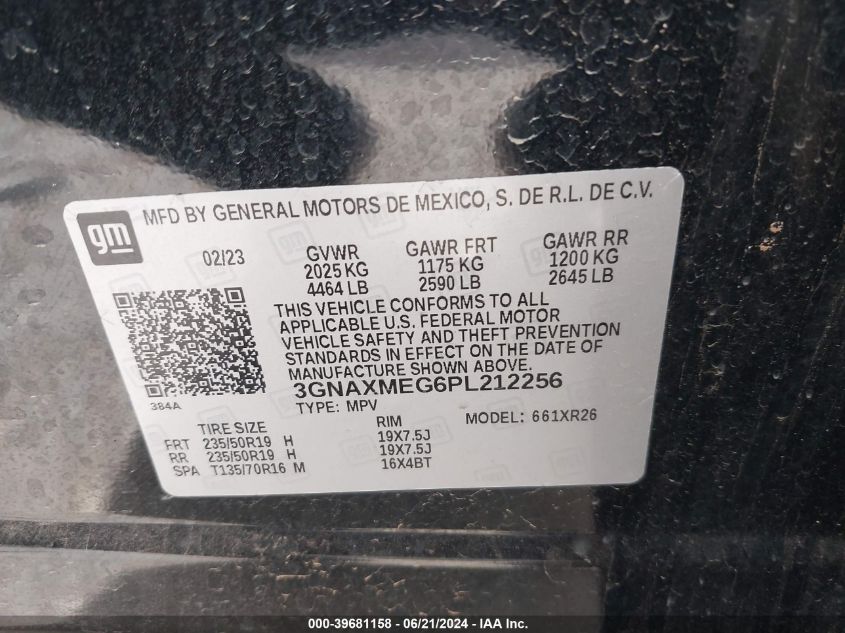 gm
MFD BY GENERAL MOTORS DE MEXICO, S. DE R.L. DE C.V.
02/23
GVWR GAWR FRT GAWR RR
2025 KG 1175 KG 1200 KG
4464 LB 2590 LB 2645 LB
THIS VEHICLE CONFORMS TO ALL
APPLICABLE U.S. FEDERAL MOTOR
VEHICLE SAFETY AND THEFT PREVENTION
STANDARDS IN EFFECT ON THE DATE OF
MANUFACTURE SHOWN ABOVE.
3GNAXMEG6PL212256
384A
TYPE: MPV MODEL: 661XR26
TIRE SIZE RIM
FRT 235/50R19 H 19X7.5J
RR 235/50R19 H 19X7.5J
SPA T135/70R16 M 16X4BT
000-39681158 - 06/21/2024 - IAA Inc.